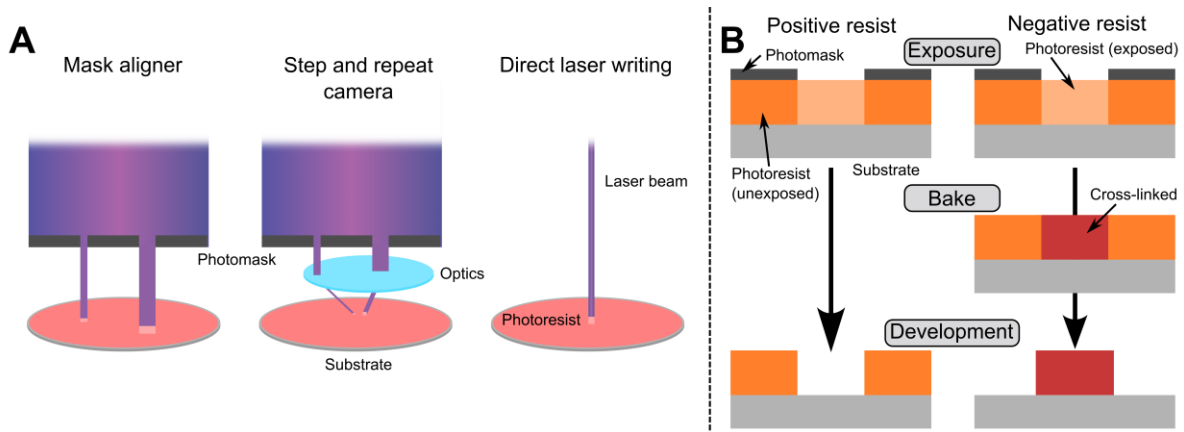 A
Mask aligner
Step and repeat
camera
Direct laser writing
Laser beam
Photomask
Optics
Photoresist
Substrate
B
Positive resist
Negative resist
Exposure
Photomask
Photoresist (exposed)
Photoresist
(unexposed)
Substrate
Bake
Cross-linked
Development